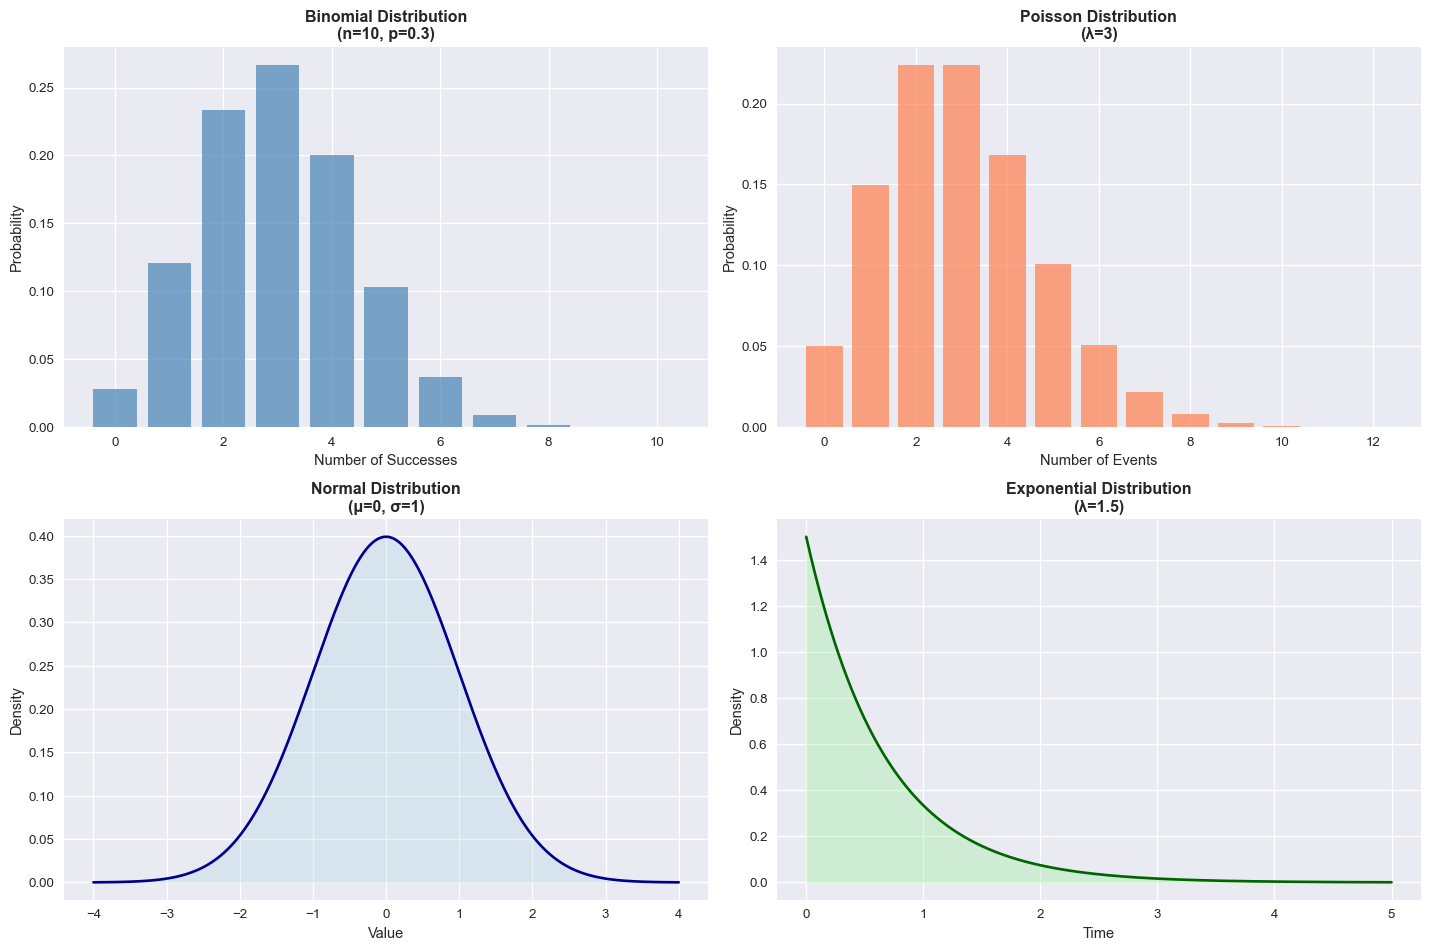 Binomial Distribution
(n=10, p=0.3)
0.25
0.20
0.15
0.10
0.05
0.00
Probability
0 2 4 6 8 10
Number of Successes
Poisson Distribution
(λ=3)
0.20
0.15
0.10
0.05
0.00
Probability
0 2 4 6 8 10 12
Number of Events
Normal Distribution
(μ=0, σ=1)
0.40
0.35
0.30
0.25
0.20
0.15
0.10
0.05
0.00
Density
−4 −3 −2 −1 0 1 2 3 4
Value
Exponential Distribution
(λ=1.5)
1.4
1.2
1.0
0.8
0.6
0.4
0.2
0.0
Density
0 1 2 3 4 5
Time